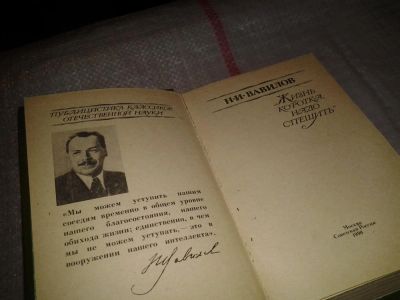 ПУБЛИЦИСТИКА КЛАССИКОВ
ОТЕЧЕСТВЕННОЙ НАУКИ
«Мы можем уступить нашим
соседям временно в общем уровне
нашего благосостояния, нашего
обихода жизни; единственно, в чем
мы не можем уступить,—это в
вооружении нашего интеллекта».
Н·И·ВАВИЛОВ
„ЖИЗНЬ
КОРОТКА,
НАДО
СПЕШИТЬ"
Москва
Советская Россия
1990